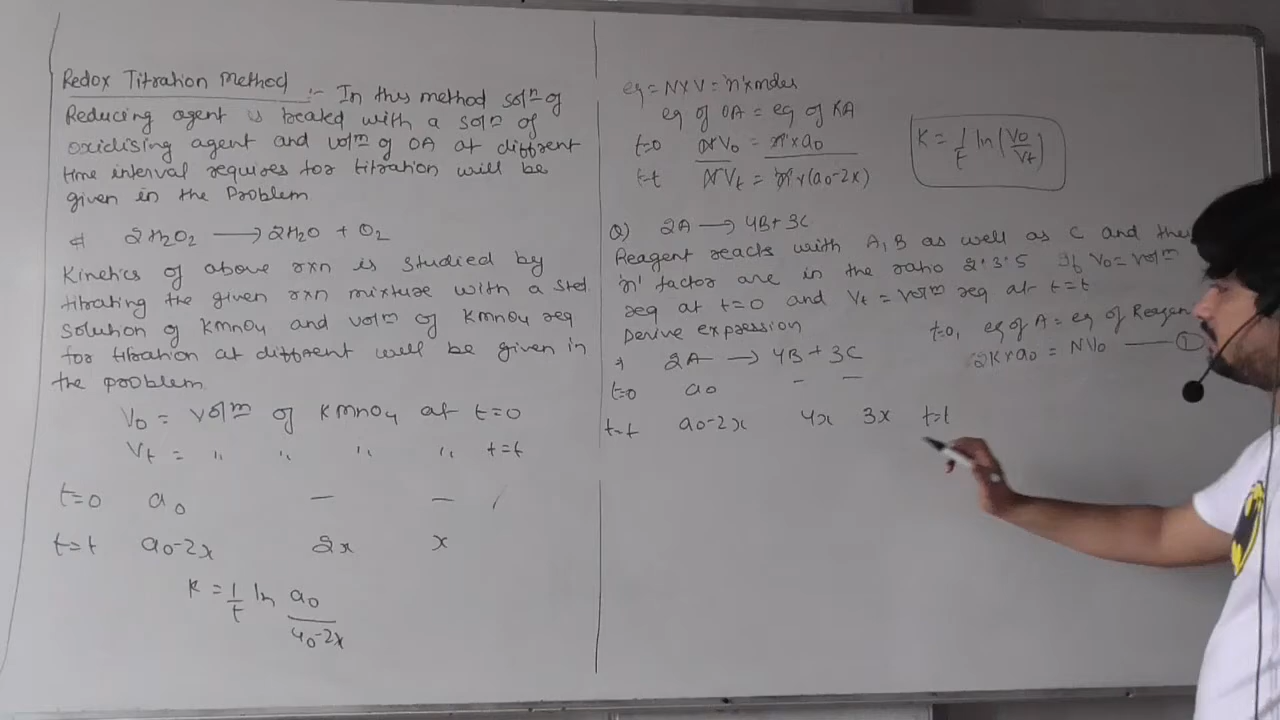 Redox Titration Method :- In this method solⁿ of
Reducing agent is treated with a solⁿ of
oxidising agent and volᵐ of OA at different
time interval requires for titration will be
given in the Problem
2H₂O₂ ⟶ 2H₂O + O₂
Kinetics of above rxn is studied by
titrating the given rxn mixture with a std.
Solution of KMnO₄ and volᵐ of KMnO₄ req
for titration at different will be given in
the problem.
V₀ = volᵐ of KMnO₄ at t=0
Vₜ = " " " " t=t
t=0 a₀ — —
t=t a₀-2x 2x x
K = 1/t ln a₀/a₀-2x
eq = N×V = 'n'×moles
eq of OA = eq of RA
t=0 NV₀ = 'n'×a₀
t=t NVₜ = 'n'×(a₀-2x)
K = 1/t ln(V₀/Vₜ)
Q) 2A ⟶ 4B+3C
Reagent reacts with A, B as well as C and
'n' factor are in the ratio 2:3:5 If V₀ = volᵐ
req at t=0 and Vₜ = volᵐ req at t=t
Derive expression
2A ⟶ 4B + 3C
t=0 a₀ — —
t=t a₀-2x 4x 3x t=t
t=0, eq of A = eq of Reagen
2K×a₀ = NV₀ —— ①